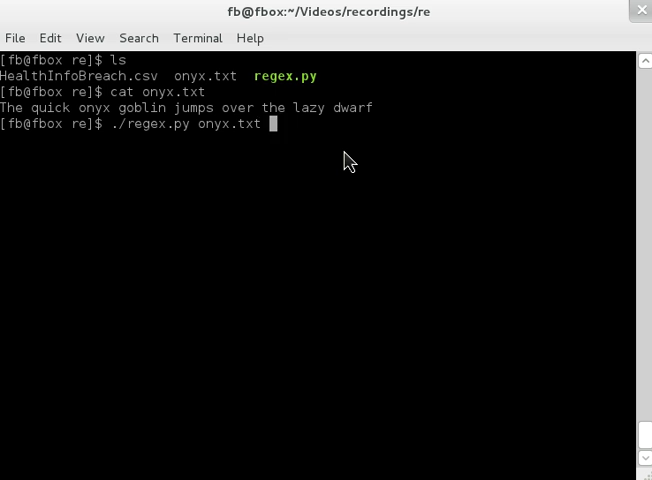 fb@fbox:~/Videos/recordings/re
File Edit View Search Terminal Help
[fb@fbox re]$ ls
HealthInfoBreach.csv  onyx.txt  regex.py
[fb@fbox re]$ cat onyx.txt
The quick onyx goblin jumps over the lazy dwarf
[fb@fbox re]$ ./regex.py onyx.txt